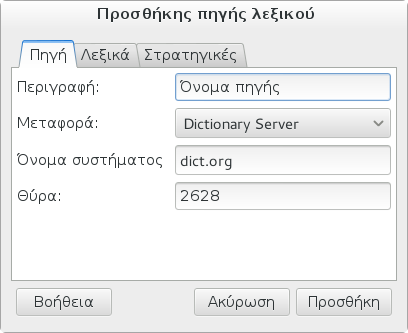 Προσθήκης πηγής λεξικού
Πηγή Λεξικά Στρατηγικές
Περιγραφή: Όνομα πηγής
Μεταφορά: Dictionary Server
Όνομα συστήματος dict.org
Θύρα: 2628
Βοήθεια Ακύρωση Προσθήκη